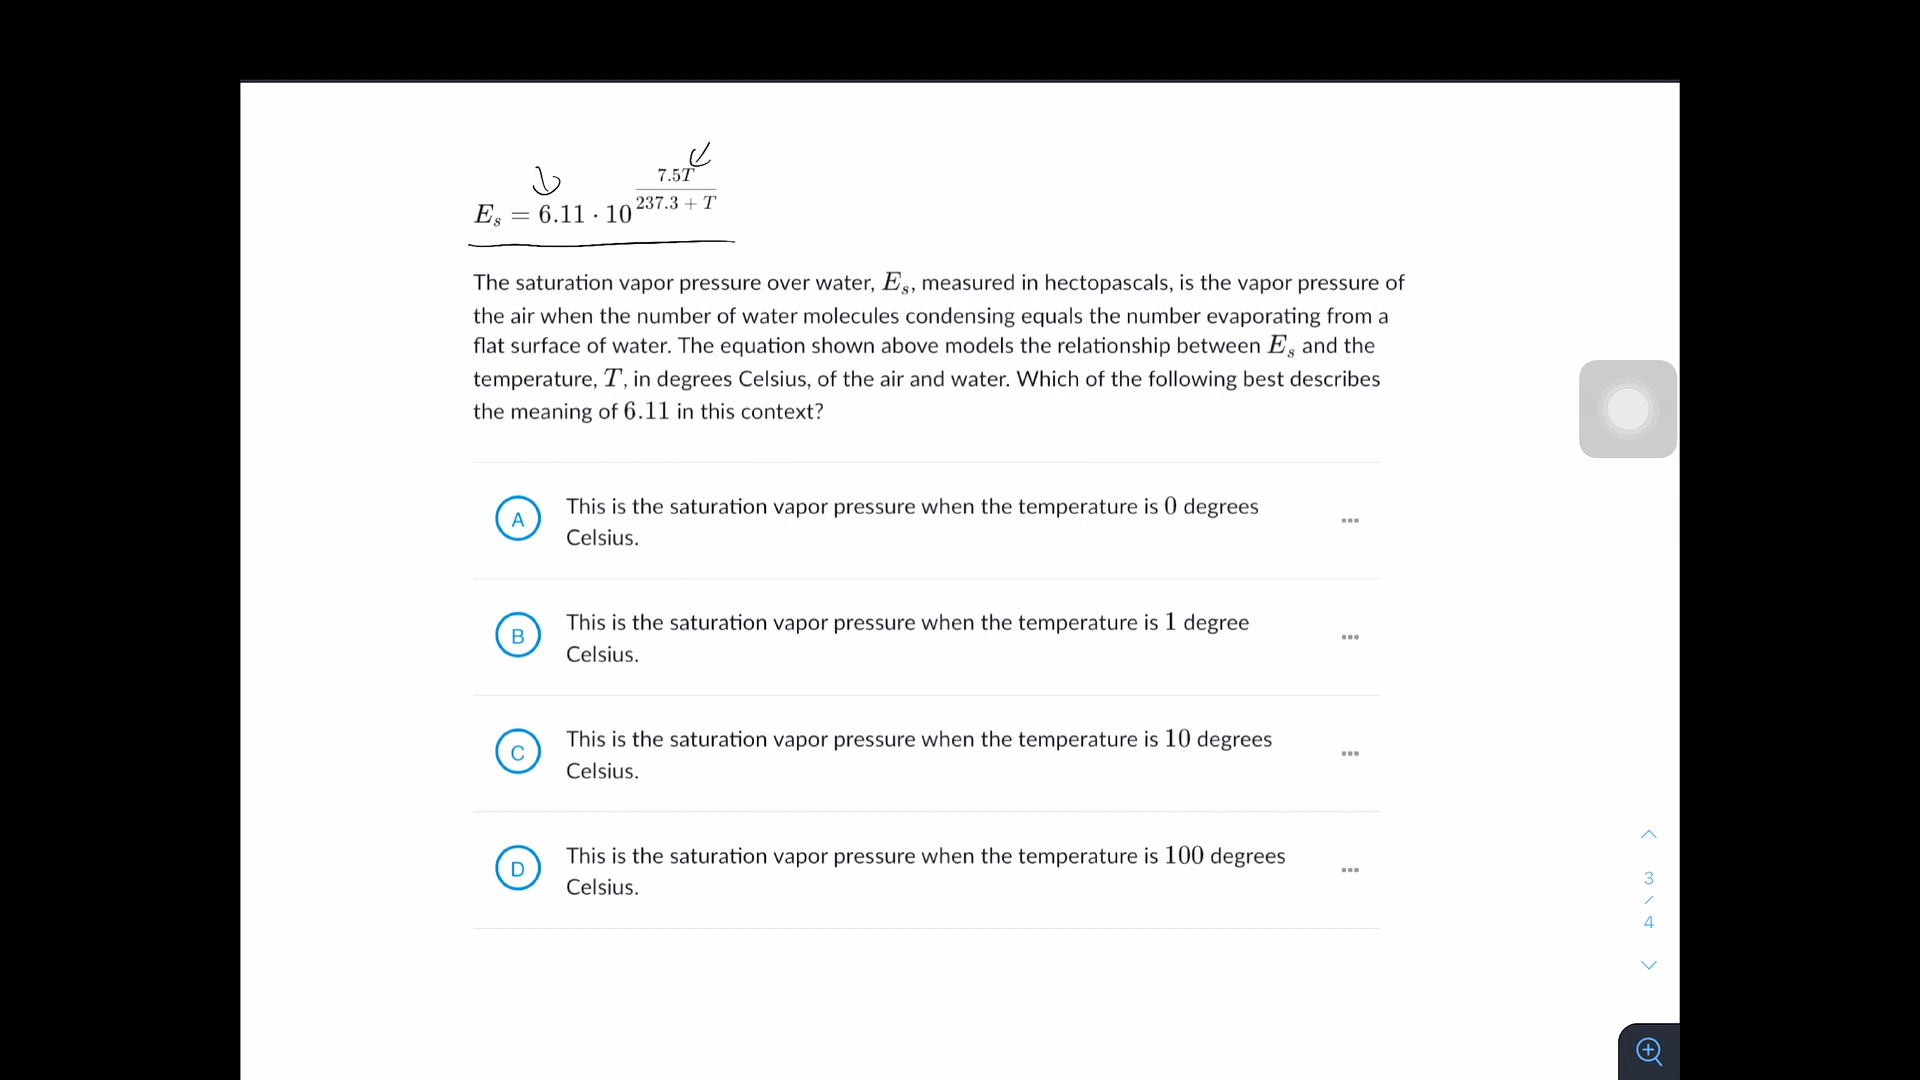 E_s = 6.11 · 10^{\frac{7.5T}{237.3 + T}}
The saturation vapor pressure over water, E_s, measured in hectopascals, is the vapor pressure of
the air when the number of water molecules condensing equals the number evaporating from a
flat surface of water. The equation shown above models the relationship between E_s and the
temperature, T, in degrees Celsius, of the air and water. Which of the following best describes
the meaning of 6.11 in this context?
A This is the saturation vapor pressure when the temperature is 0 degrees
Celsius.
B This is the saturation vapor pressure when the temperature is 1 degree
Celsius.
C This is the saturation vapor pressure when the temperature is 10 degrees
Celsius.
D This is the saturation vapor pressure when the temperature is 100 degrees
Celsius.
3
/
4